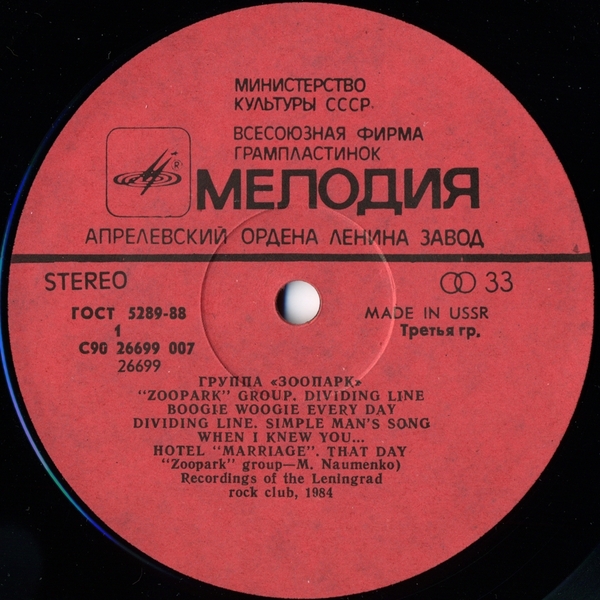 МИНИСТЕРСТВО
КУЛЬТУРЫ СССР
ВСЕСОЮЗНАЯ ФИРМА
ГРАМПЛАСТИНОК
МЕЛОДИЯ
АПРЕЛЕВСКИЙ ОРДЕНА ЛЕНИНА ЗАВОД
STEREO
33
ГОСТ 5289-88
MADE IN USSR
1
Третья гр.
С90 26699 007
26699
ГРУППА «ЗООПАРК»
"ZOOPARK" GROUP. DIVIDING LINE
BOOGIE WOOGIE EVERY DAY
DIVIDING LINE. SIMPLE MAN'S SONG
WHEN I KNEW YOU...
HOTEL "MARRIAGE". THAT DAY
"Zoopark" group—M. Naumenko)
Recordings of the Leningrad
rock club, 1984